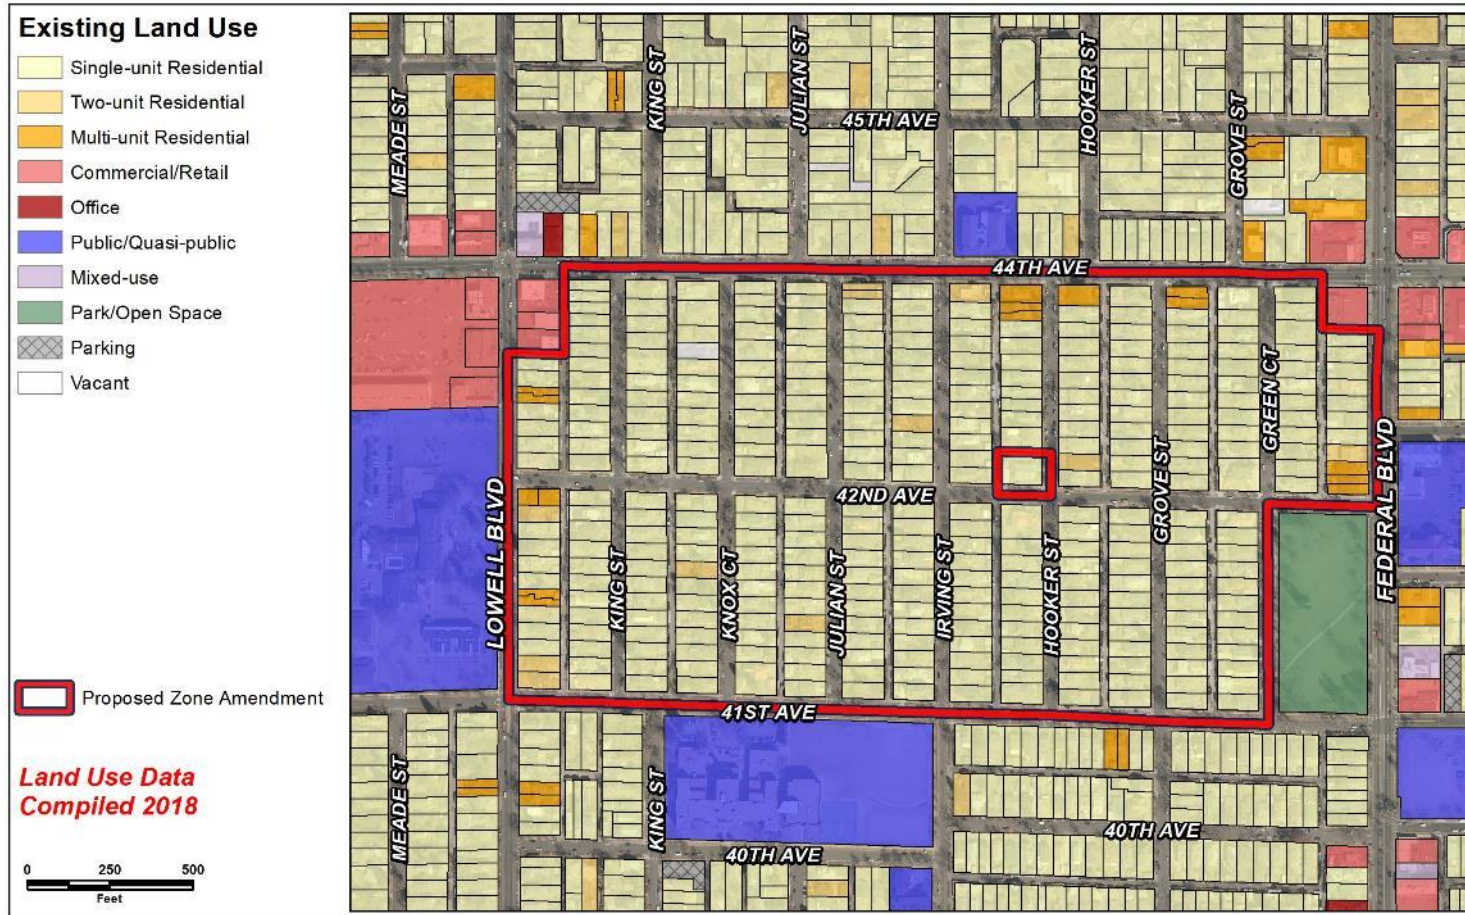 Existing Land Use
Single-unit Residential
Two-unit Residential
Multi-unit Residential
Commercial/Retail
Office
Public/Quasi-public
Mixed-use
Park/Open Space
Parking
Vacant
Proposed Zone Amendment
Land Use Data
Compiled 2018
0 250 500
Feet
MEADE ST
KING ST
JULIAN ST
45TH AVE
HOOKER ST
GROVE ST
44TH AVE
LOWELL BLVD
42ND AVE
GREEN CT
FEDERAL BLVD
KING ST
KNOX CT
JULIAN ST
IRVING ST
HOOKER ST
GROVE ST
41ST AVE
MEADE ST
KING ST
40TH AVE
40TH AVE